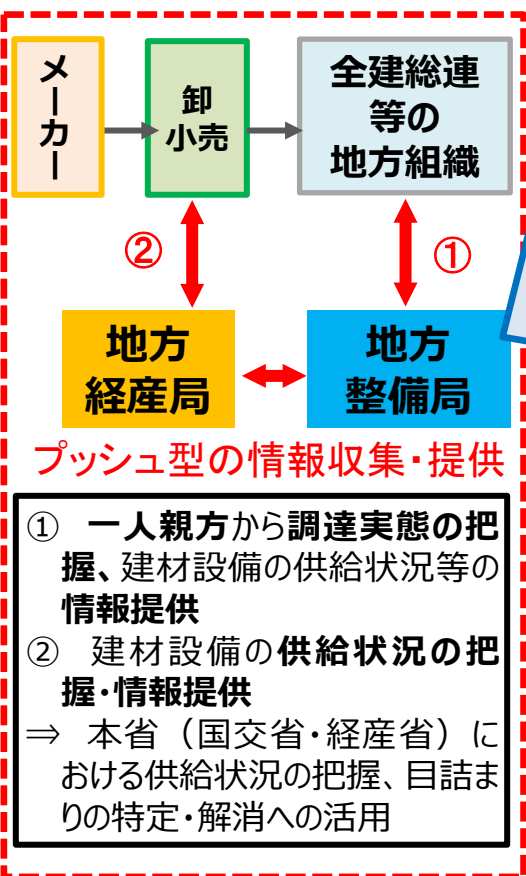 メーカー
卸
小売
全建総連
等の
地方組織
②
①
地方
経産局
地方
整備局
プッシュ型の情報収集・提供
① 一人親方から調達実態の把
握、建材設備の供給状況等の
情報提供
② 建材設備の供給状況の把
握・情報提供
⇒ 本省（国交省・経産省）に
おける供給状況の把握、目詰ま
りの特定・解消への活用